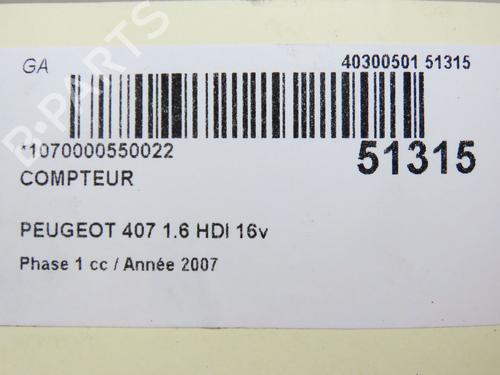 GA
40300501 51315
*1070000550022
51315
COMPTEUR
PEUGEOT 407 1.6 HDI 16v
Phase 1 cc / Année 2007
B-PARTS